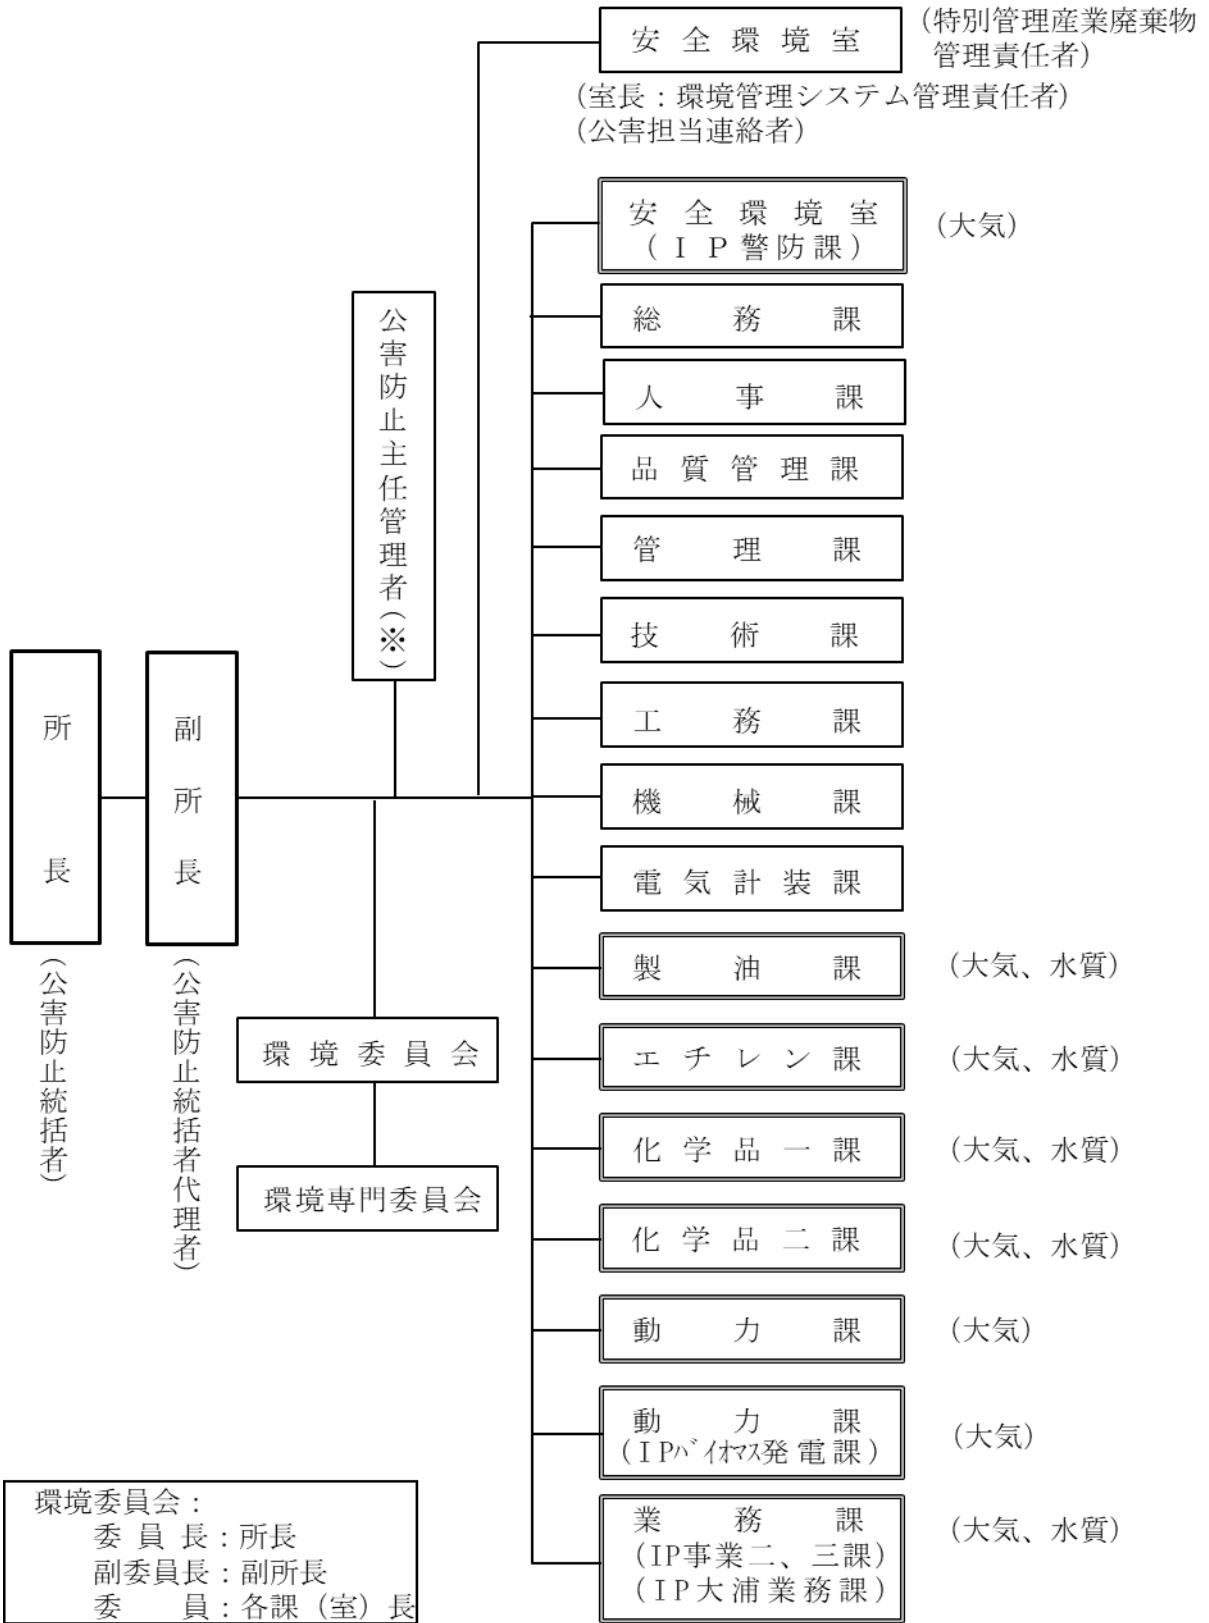 安全環境室
(特別管理産業廃棄物
管理責任者)
(室長:環境管理システム管理責任者)
(公害担当連絡者)
安全環境室
(IP警防課)
(大気)
総務課
人事課
品質管理課
管理課
技術課
工務課
機械課
電気計装課
製油課
(大気、水質)
エチレン課
(大気、水質)
化学品一課
(大気、水質)
化学品二課
(大気、水質)
動力課
(大気)
動力課
(IPバイオマス発電課)
(大気)
業務課
(IP事業二、三課)
(IP大浦業務課)
(大気、水質)
公害防止主任管理者(※)
所長
(公害防止統括者)
副所長
(公害防止統括者代理者)
環境委員会
環境専門委員会
環境委員会:
委員長:所長
副委員長:副所長
委員:各課(室)長